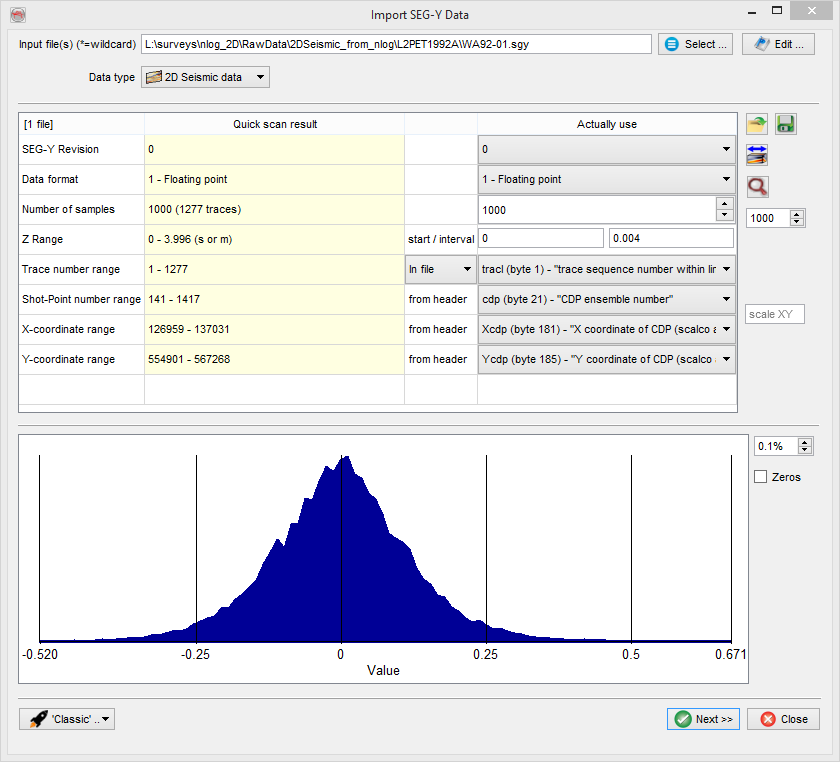 Import SEG-Y Data
Input file(s) (*=wildcard) L:\surveys\nlog_2D\RawData\2DSeismic_from_nlog\L2PET1992A\WA92-01.sgy Select ... Edit ...
Data type 2D Seismic data
[1 file] Quick scan result Actually use
SEG-Y Revision 0 0
Data format 1 - Floating point 1 - Floating point
Number of samples 1000 (1277 traces) 1000 1000
Z Range 0 - 3.996 (s or m) start / interval 0 0.004
Trace number range 1 - 1277 In file tracl (byte 1) - "trace sequence number within lin
Shot-Point number range 141 - 1417 from header cdp (byte 21) - "CDP ensemble number"
scale XY
X-coordinate range 126959 - 137031 from header Xcdp (byte 181) - "X coordinate of CDP (scalco a
Y-coordinate range 554901 - 567268 from header Ycdp (byte 185) - "Y coordinate of CDP (scalco
0.1%
Zeros
-0.520 -0.25 0 0.25 0.5 0.671
Value
'Classic' .. Next >> Close